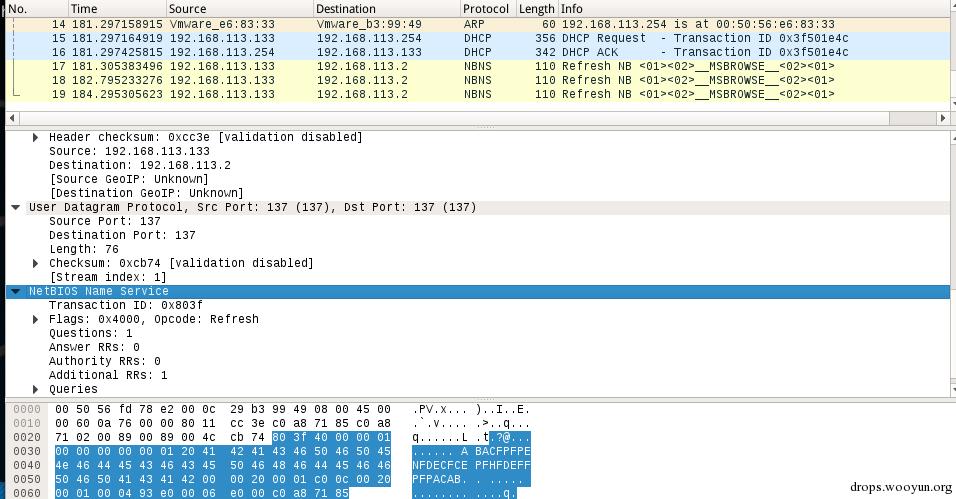 No. Time Source Destination Protocol Length Info
14 181.297158915 Vmware_e6:83:33 Vmware_b3:99:49 ARP 60 192.168.113.254 is at 00:50:56:e6:83:33
15 181.297164919 192.168.113.133 192.168.113.254 DHCP 356 DHCP Request - Transaction ID 0x3f501e4c
16 181.297425815 192.168.113.254 192.168.113.133 DHCP 342 DHCP ACK - Transaction ID 0x3f501e4c
17 181.305383496 192.168.113.133 192.168.113.2 NBNS 110 Refresh NB <01><02>__MSBROWSE__<02><01>
18 182.795233276 192.168.113.133 192.168.113.2 NBNS 110 Refresh NB <01><02>__MSBROWSE__<02><01>
19 184.295305623 192.168.113.133 192.168.113.2 NBNS 110 Refresh NB <01><02>__MSBROWSE__<02><01>
Header checksum: 0xcc3e [validation disabled]
Source: 192.168.113.133
Destination: 192.168.113.2
[Source GeoIP: Unknown]
[Destination GeoIP: Unknown]
User Datagram Protocol, Src Port: 137 (137), Dst Port: 137 (137)
Source Port: 137
Destination Port: 137
Length: 76
Checksum: 0xcb74 [validation disabled]
[Stream index: 1]
NetBIOS Name Service
Transaction ID: 0x803f
Flags: 0x4000, Opcode: Refresh
Questions: 1
Answer RRs: 0
Authority RRs: 0
Additional RRs: 1
Queries
0000 00 50 56 fd 78 e2 00 0c 29 b3 99 49 08 00 45 00 .PV.x... )..I..E.
0010 00 60 0a 76 00 00 80 11 cc 3e c0 a8 71 85 c0 a8 .`.v.... .>..q...
0020 71 02 00 89 00 89 00 4c cb 74 80 3f 40 00 00 01 q......L .t.?@...
0030 00 00 00 00 00 01 20 41 42 41 43 46 50 46 50 45 ...... A BACFPFPE
0040 4e 46 44 45 43 46 43 45 50 46 48 46 44 45 46 46 NFDECFCE PFHFDEFF
0050 50 46 50 41 43 41 42 00 00 20 00 01 c0 0c 00 20 PFPACAB. . .....
0060 00 01 00 04 93 e0 00 06 e0 00 c0 a8 71 85 ........ ....q.
drops.wooyun.org